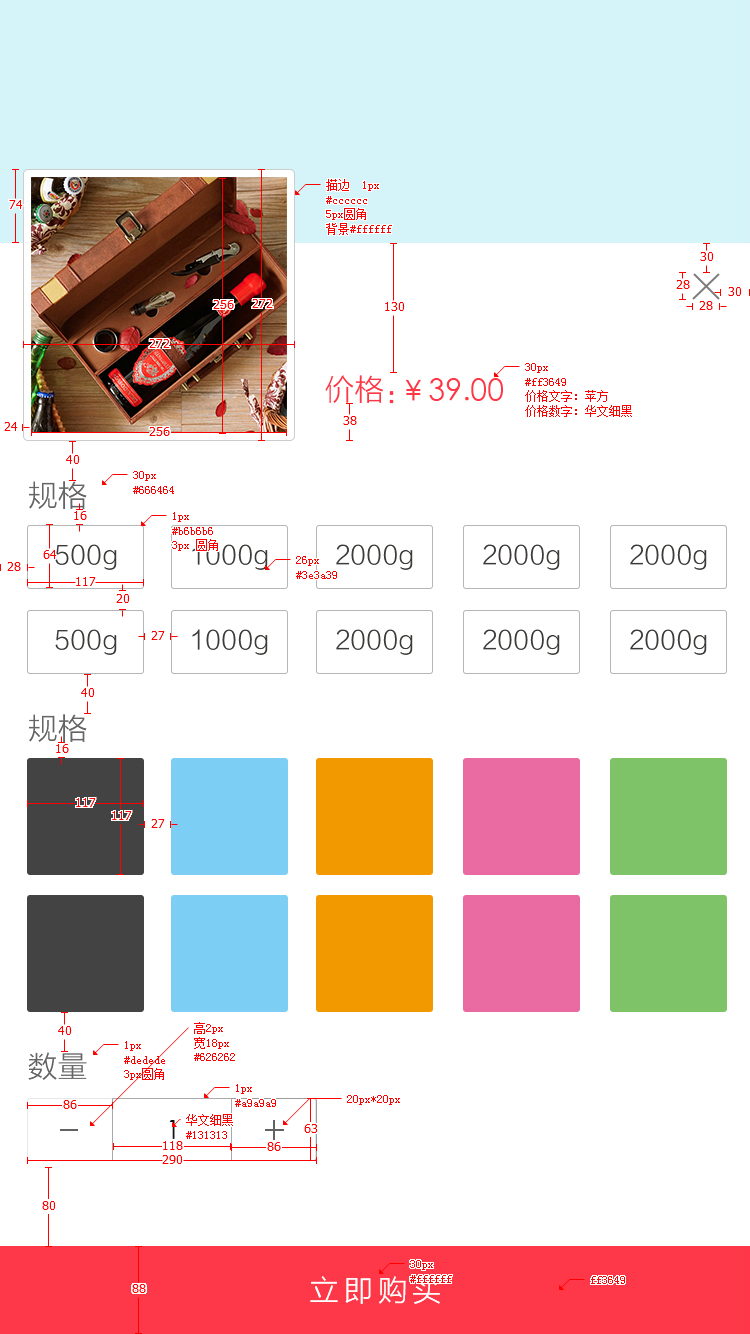 74
描边 1px
#cccccc
5px圆角
背景#ffffff
30
28
30
28
256
272
130
272
30px
#ff3649
价格文字：苹方
价格数字：华文细黑
价格：￥39.00
38
24
256
40
30px
#666464
规格
16
1px
#b6b6b6
3px 圆角
28
64
500g
1000g
2000g
2000g
2000g
26px
#3e3a39
117
20
500g
27
1000g
2000g
2000g
2000g
40
规格
16
117
117
27
40
高2px
宽18px
#626262
数量
1px
#dedede
3px圆角
1px
#a9a9a9
20px*20px
86
华文细黑
#131313
1
63
118
86
290
80
88
30px
#ffffff
ff3649
立即购买